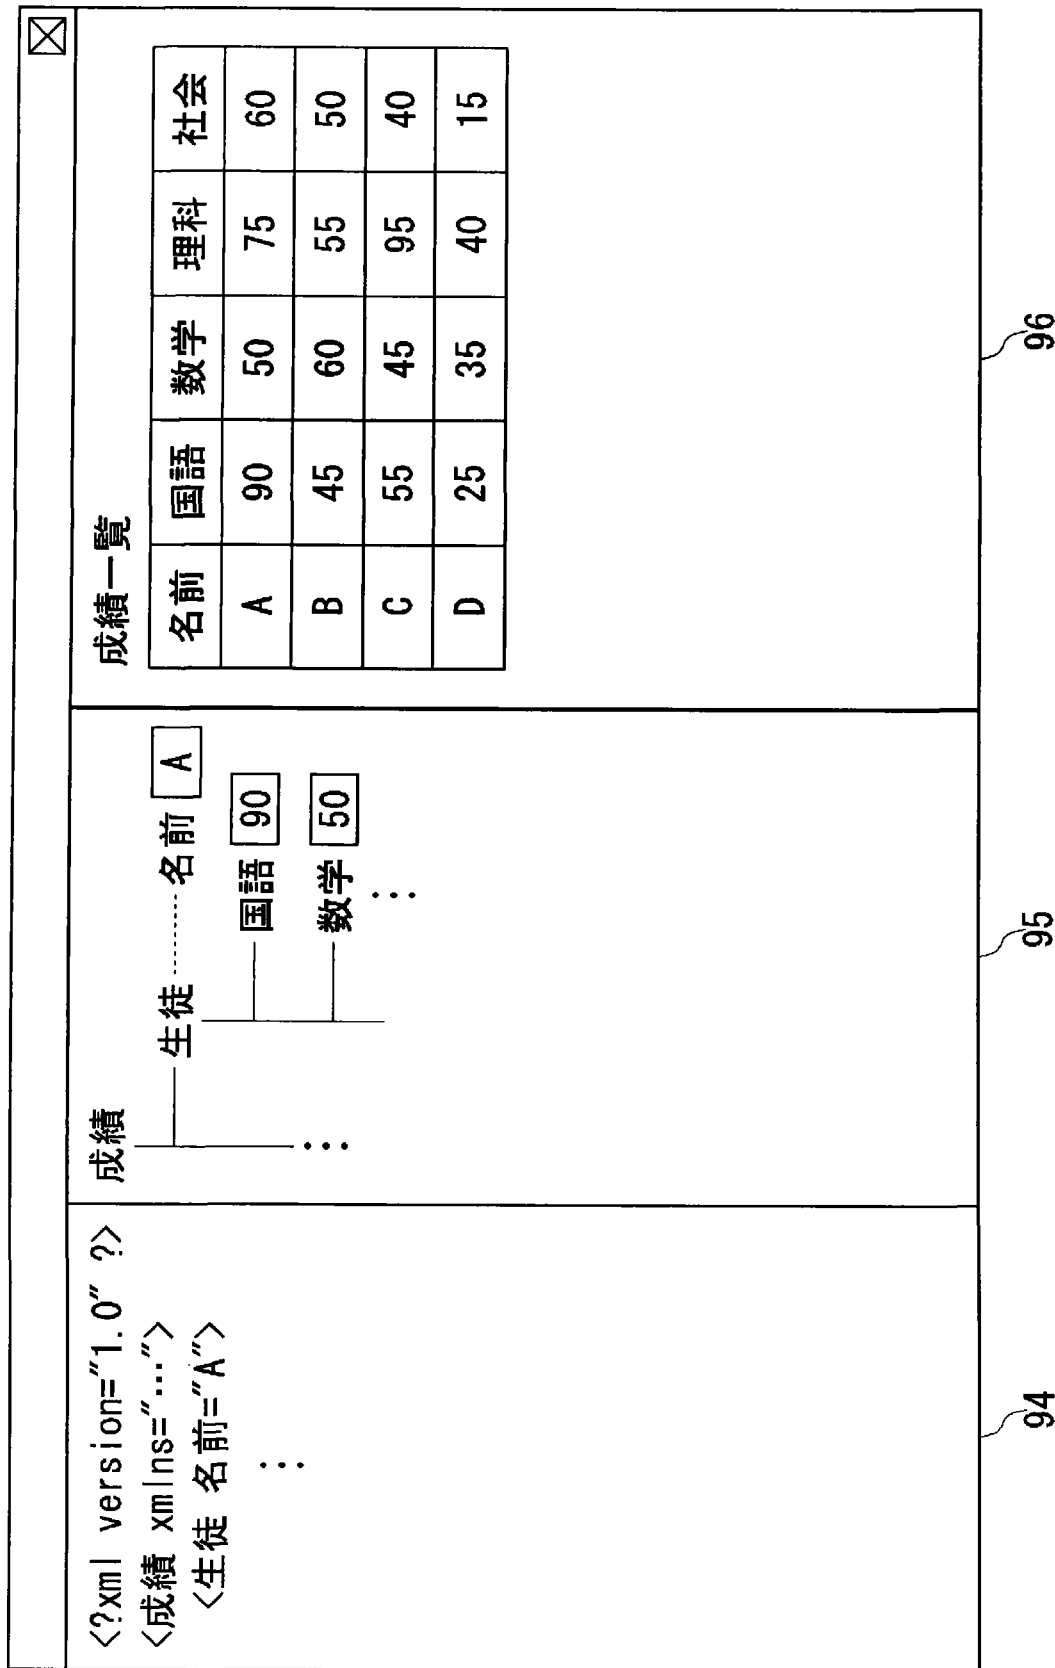 <?xml version="1.0" ?>
<成績 xmlns="...">
<生徒 名前="A">
⋮
成績
生徒 名前 A
国語 90
数学 50
⋮
⋮
成績一覧
名前 国語 数学 理科 社会
A 90 50 75 60
B 45 60 55 50
C 55 45 95 40
D 25 35 40 15
94 95 96